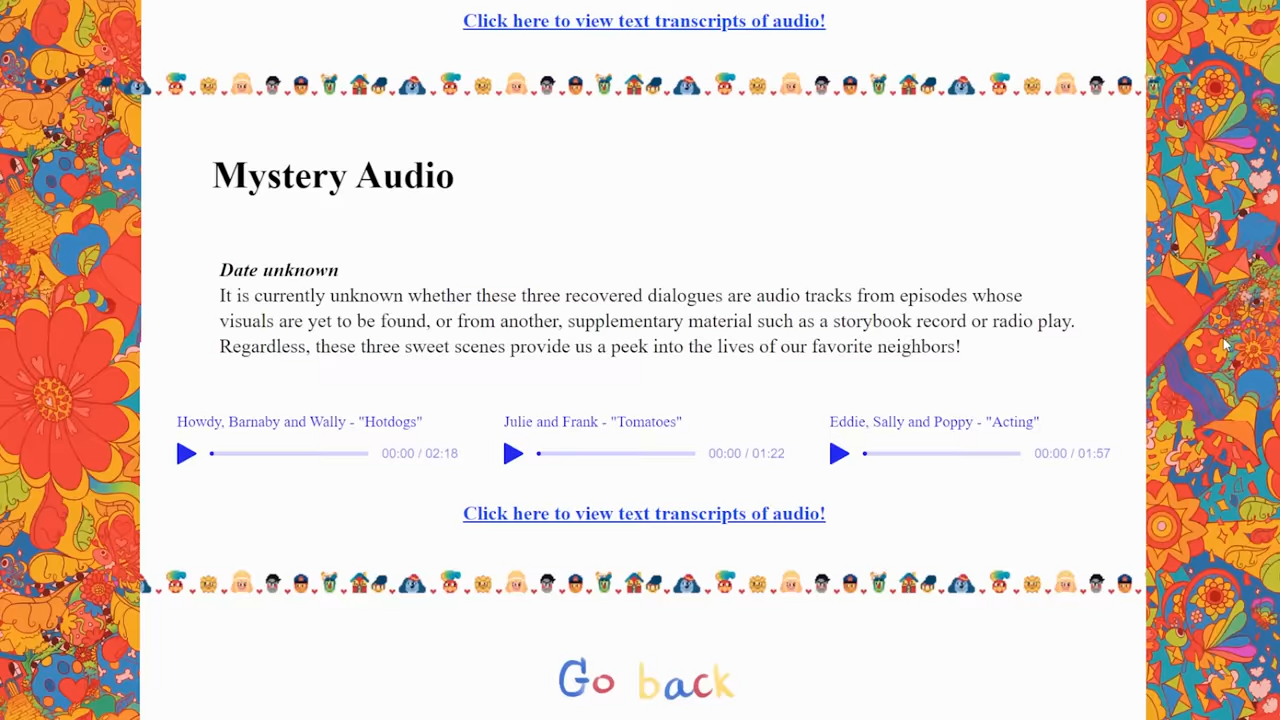 Click here to view text transcripts of audio!
Mystery Audio
Date unknown
It is currently unknown whether these three recovered dialogues are audio tracks from episodes whose
visuals are yet to be found, or from another, supplementary material such as a storybook record or radio play.
Regardless, these three sweet scenes provide us a peek into the lives of our favorite neighbors!
Howdy, Barnaby and Wally - "Hotdogs"
00:00 / 02:18
Julie and Frank - "Tomatoes"
00:00 / 01:22
Eddie, Sally and Poppy - "Acting"
00:00 / 01:57
Click here to view text transcripts of audio!
Go back